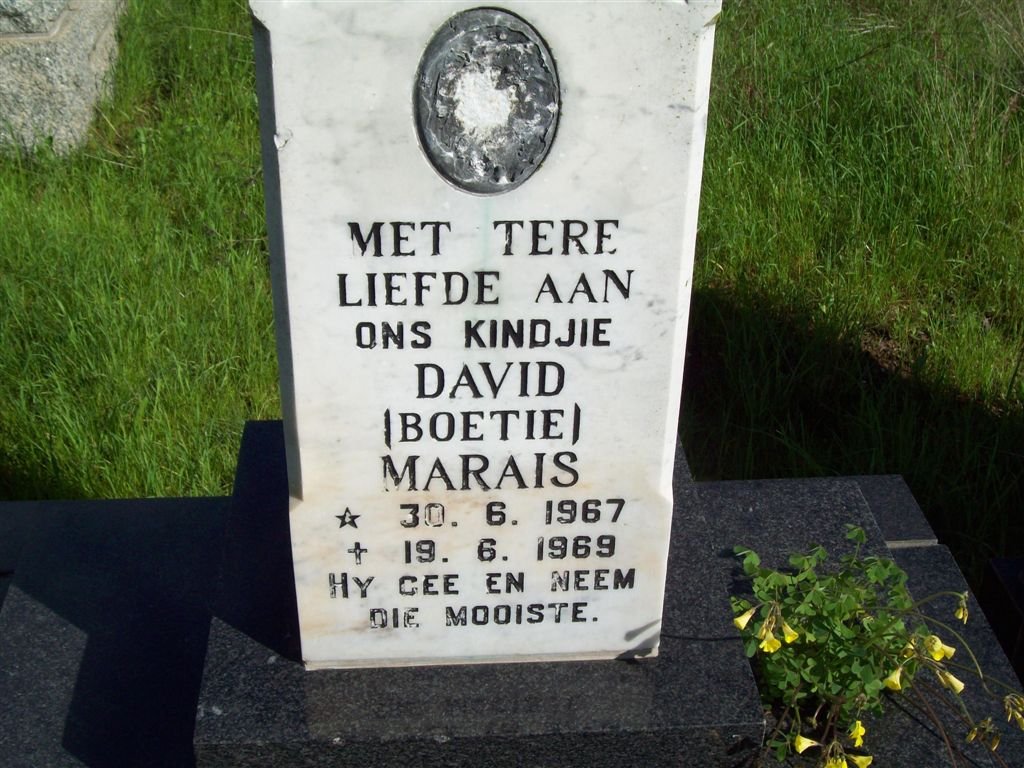 MET TERE
LIEFDE AAN
ONS KINDJIE
DAVID
(BOETIE)
MARAIS
☆ 30. 6. 1967
✝ 19. 6. 1969
HY GEE EN NEEM
DIE MOOISTE.